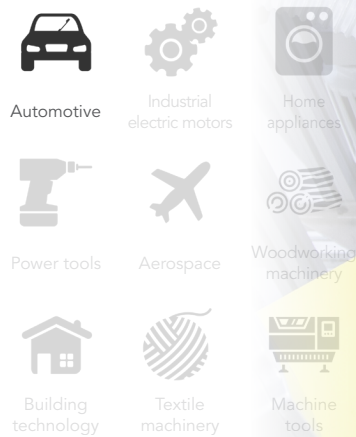 Automotive
Industrial
electric motors
Home
appliances
Power tools
Aerospace
Woodworking
machinery
Building
technology
Textile
machinery
Machine
tools